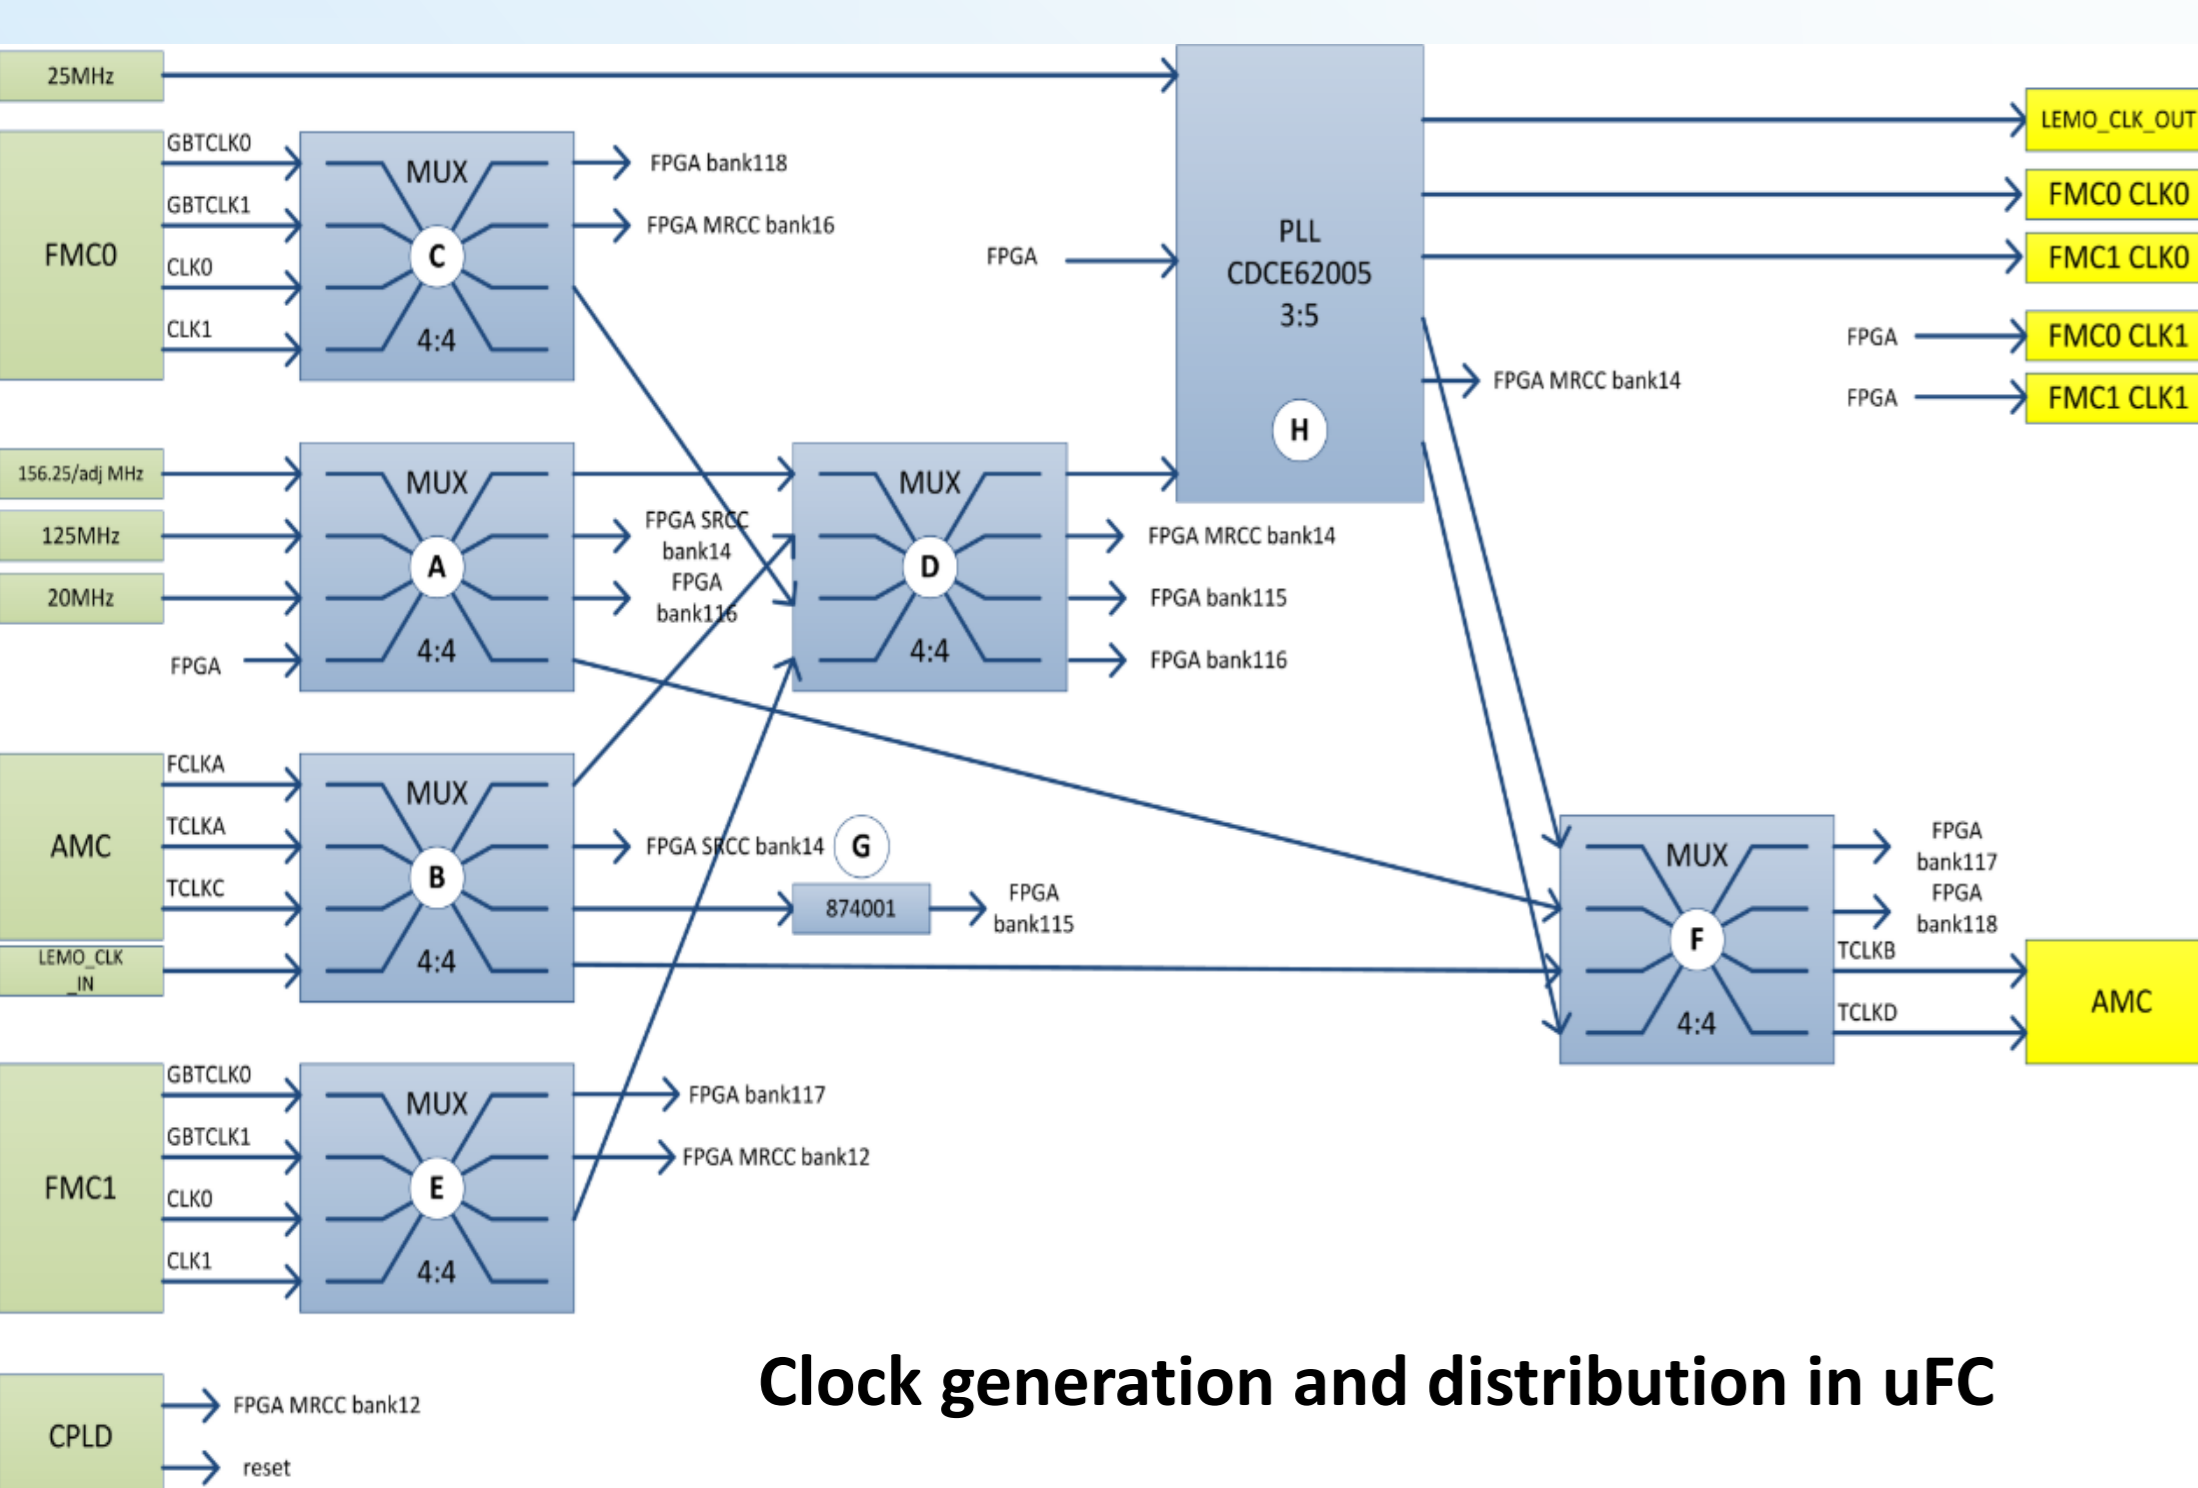 25MHz
LEMO_CLK_OUT
FMC0
GBTCLK0
GBTCLK1
CLK0
CLK1
MUX
C
4:4
FPGA bank118
FPGA MRCC bank16
FPGA
PLL
CDCE62005
3:5
H
FMC0 CLK0
FMC1 CLK0
FPGA
FMC0 CLK1
FPGA
FMC1 CLK1
FPGA MRCC bank14
156.25/adj MHz
125MHz
20MHz
FPGA
MUX
A
4:4
FPGA SRCC
bank14
FPGA
bank116
MUX
D
4:4
FPGA MRCC bank14
FPGA bank115
FPGA bank116
AMC
FCLKA
TCLKA
TCLKC
LEMO_CLK
_IN
MUX
B
4:4
FPGA SRCC bank14
G
874001
FPGA
bank115
MUX
F
4:4
FPGA
bank117
FPGA
bank118
TCLKB
TCLKD
AMC
FMC1
GBTCLK0
GBTCLK1
CLK0
CLK1
MUX
E
4:4
FPGA bank117
FPGA MRCC bank12
CPLD
FPGA MRCC bank12
reset
Clock generation and distribution in uFC